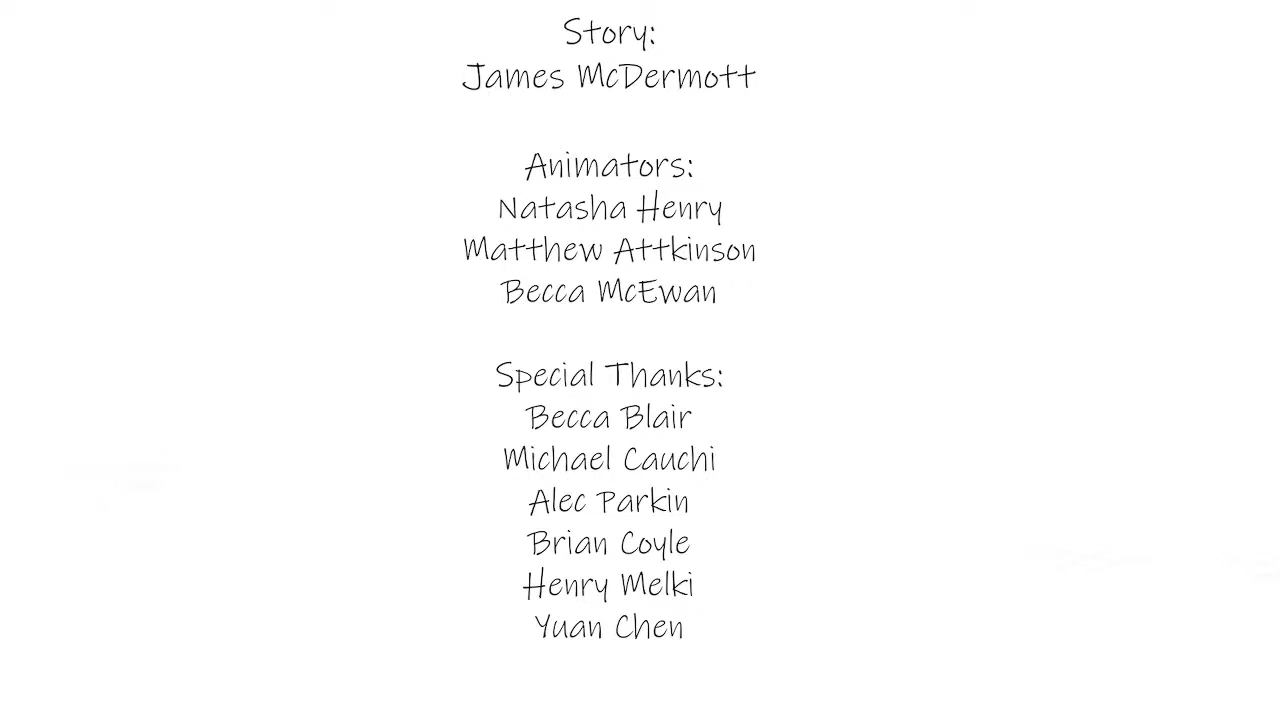 Story:
James McDermott
Animators:
Natasha Henry
Matthew Attkinson
Becca McEwan
Special Thanks:
Becca Blair
Michael Cauchi
Alec Parkin
Brian Coyle
Henry Melki
Yuan Chen